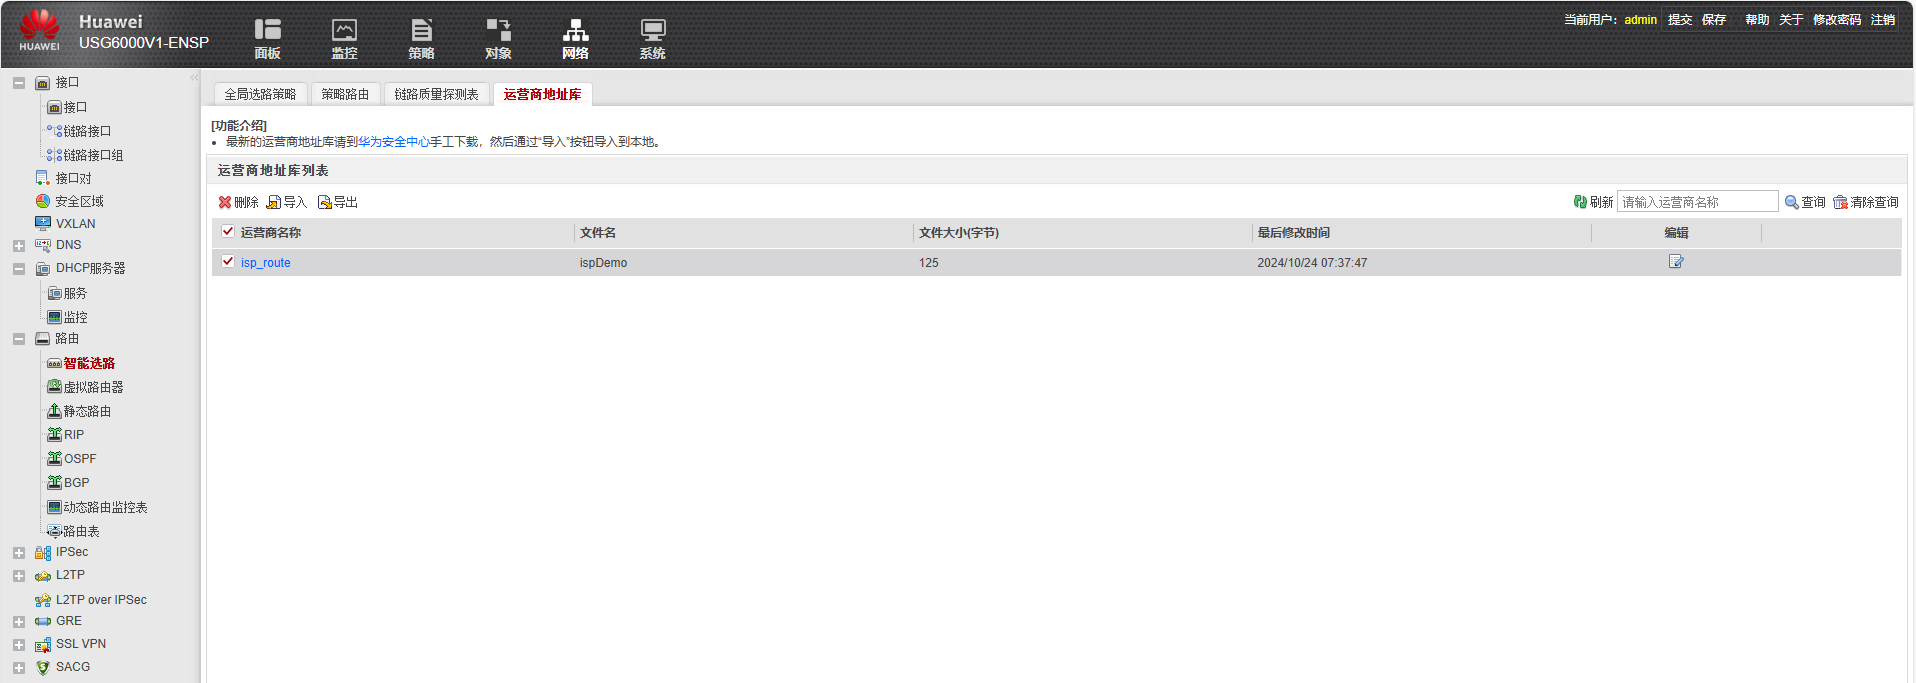 HUAWEI
Huawei
USG6000V1-ENSP
面板
监控
策略
对象
网络
系统
当前用户： admin 提交 保存 帮助 关于 修改密码 注销
接口
接口
链路接口
链路接口组
接口对
安全区域
VXLAN
DNS
DHCP服务器
服务
监控
路由
智能选路
虚拟路由器
静态路由
RIP
OSPF
BGP
动态路由监控表
路由表
IPSec
L2TP
L2TP over IPSec
GRE
SSL VPN
SACG
全局选路策略 策略路由 链路质量探测表 运营商地址库
[功能介绍]
• 最新的运营商地址库请到华为安全中心手工下载，然后通过“导入”按钮导入到本地。
运营商地址库列表
删除 导入 导出 刷新 请输入运营商名称 查询 清除查询
运营商名称 文件名 文件大小(字节) 最后修改时间 编辑
isp_route ispDemo 125 2024/10/24 07:37:47